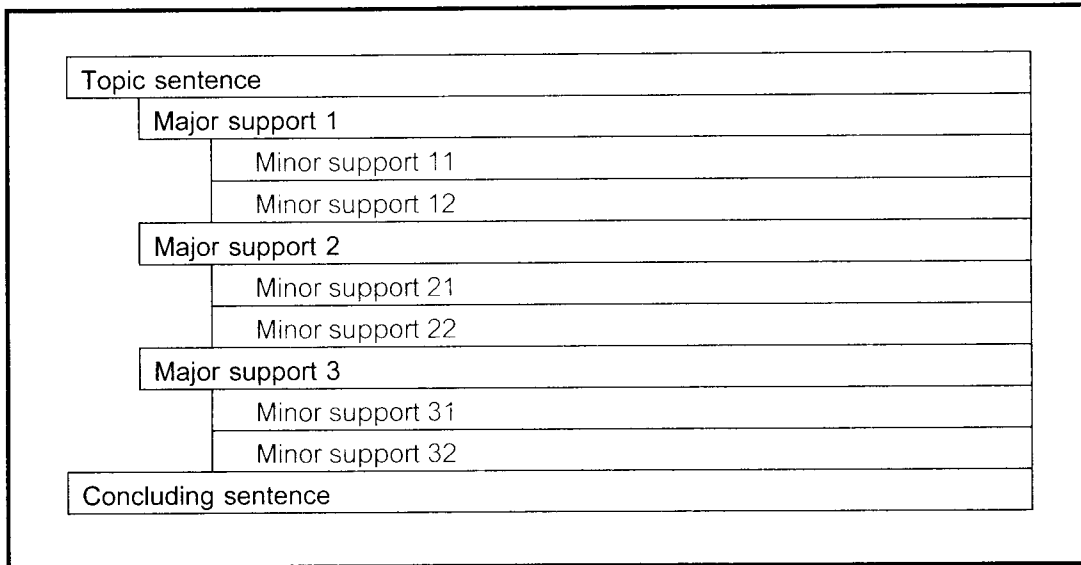 Topic sentence
Major support 1
Minor support 11
Minor support 12
Major support 2
Minor support 21
Minor support 22
Major support 3
Minor support 31
Minor support 32
Concluding sentence